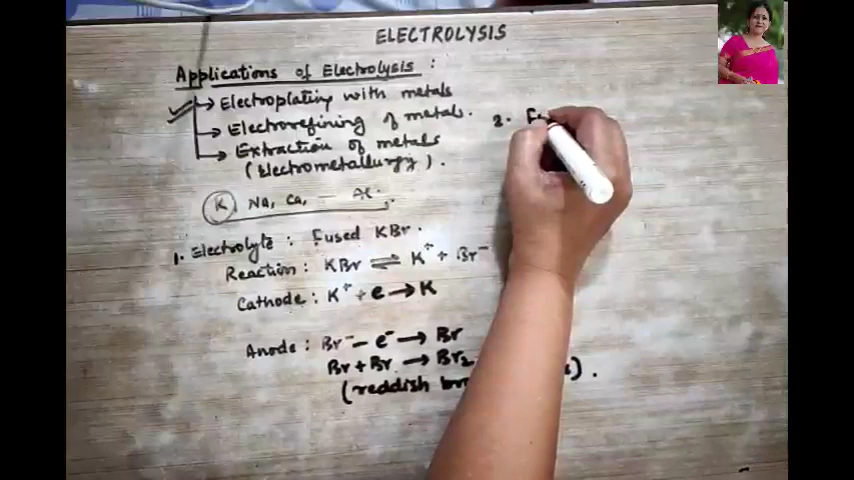 ELECTROLYSIS
Applications of Electrolysis :
→ Electroplating with metals
→ Electrorefining of metals.
→ Extraction of metals
(Electrometallurgy).
K, Na, Ca, — Al.
1. Electrolyte : Fused KBr.
Reaction : KBr ⇌ K⁺ + Br⁻
Cathode : K⁺ + e → K
Anode : Br⁻ – e⁻ → Br
Br + Br → Br₂
(reddish
2.